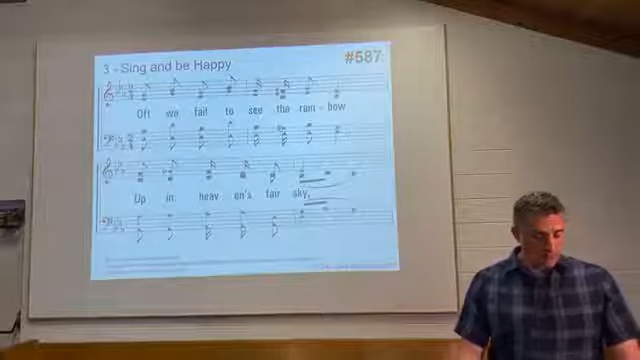 3 - Sing and be Happy
#587
Oft we fail to see the rain - bow
Up in heav en's fair sky,